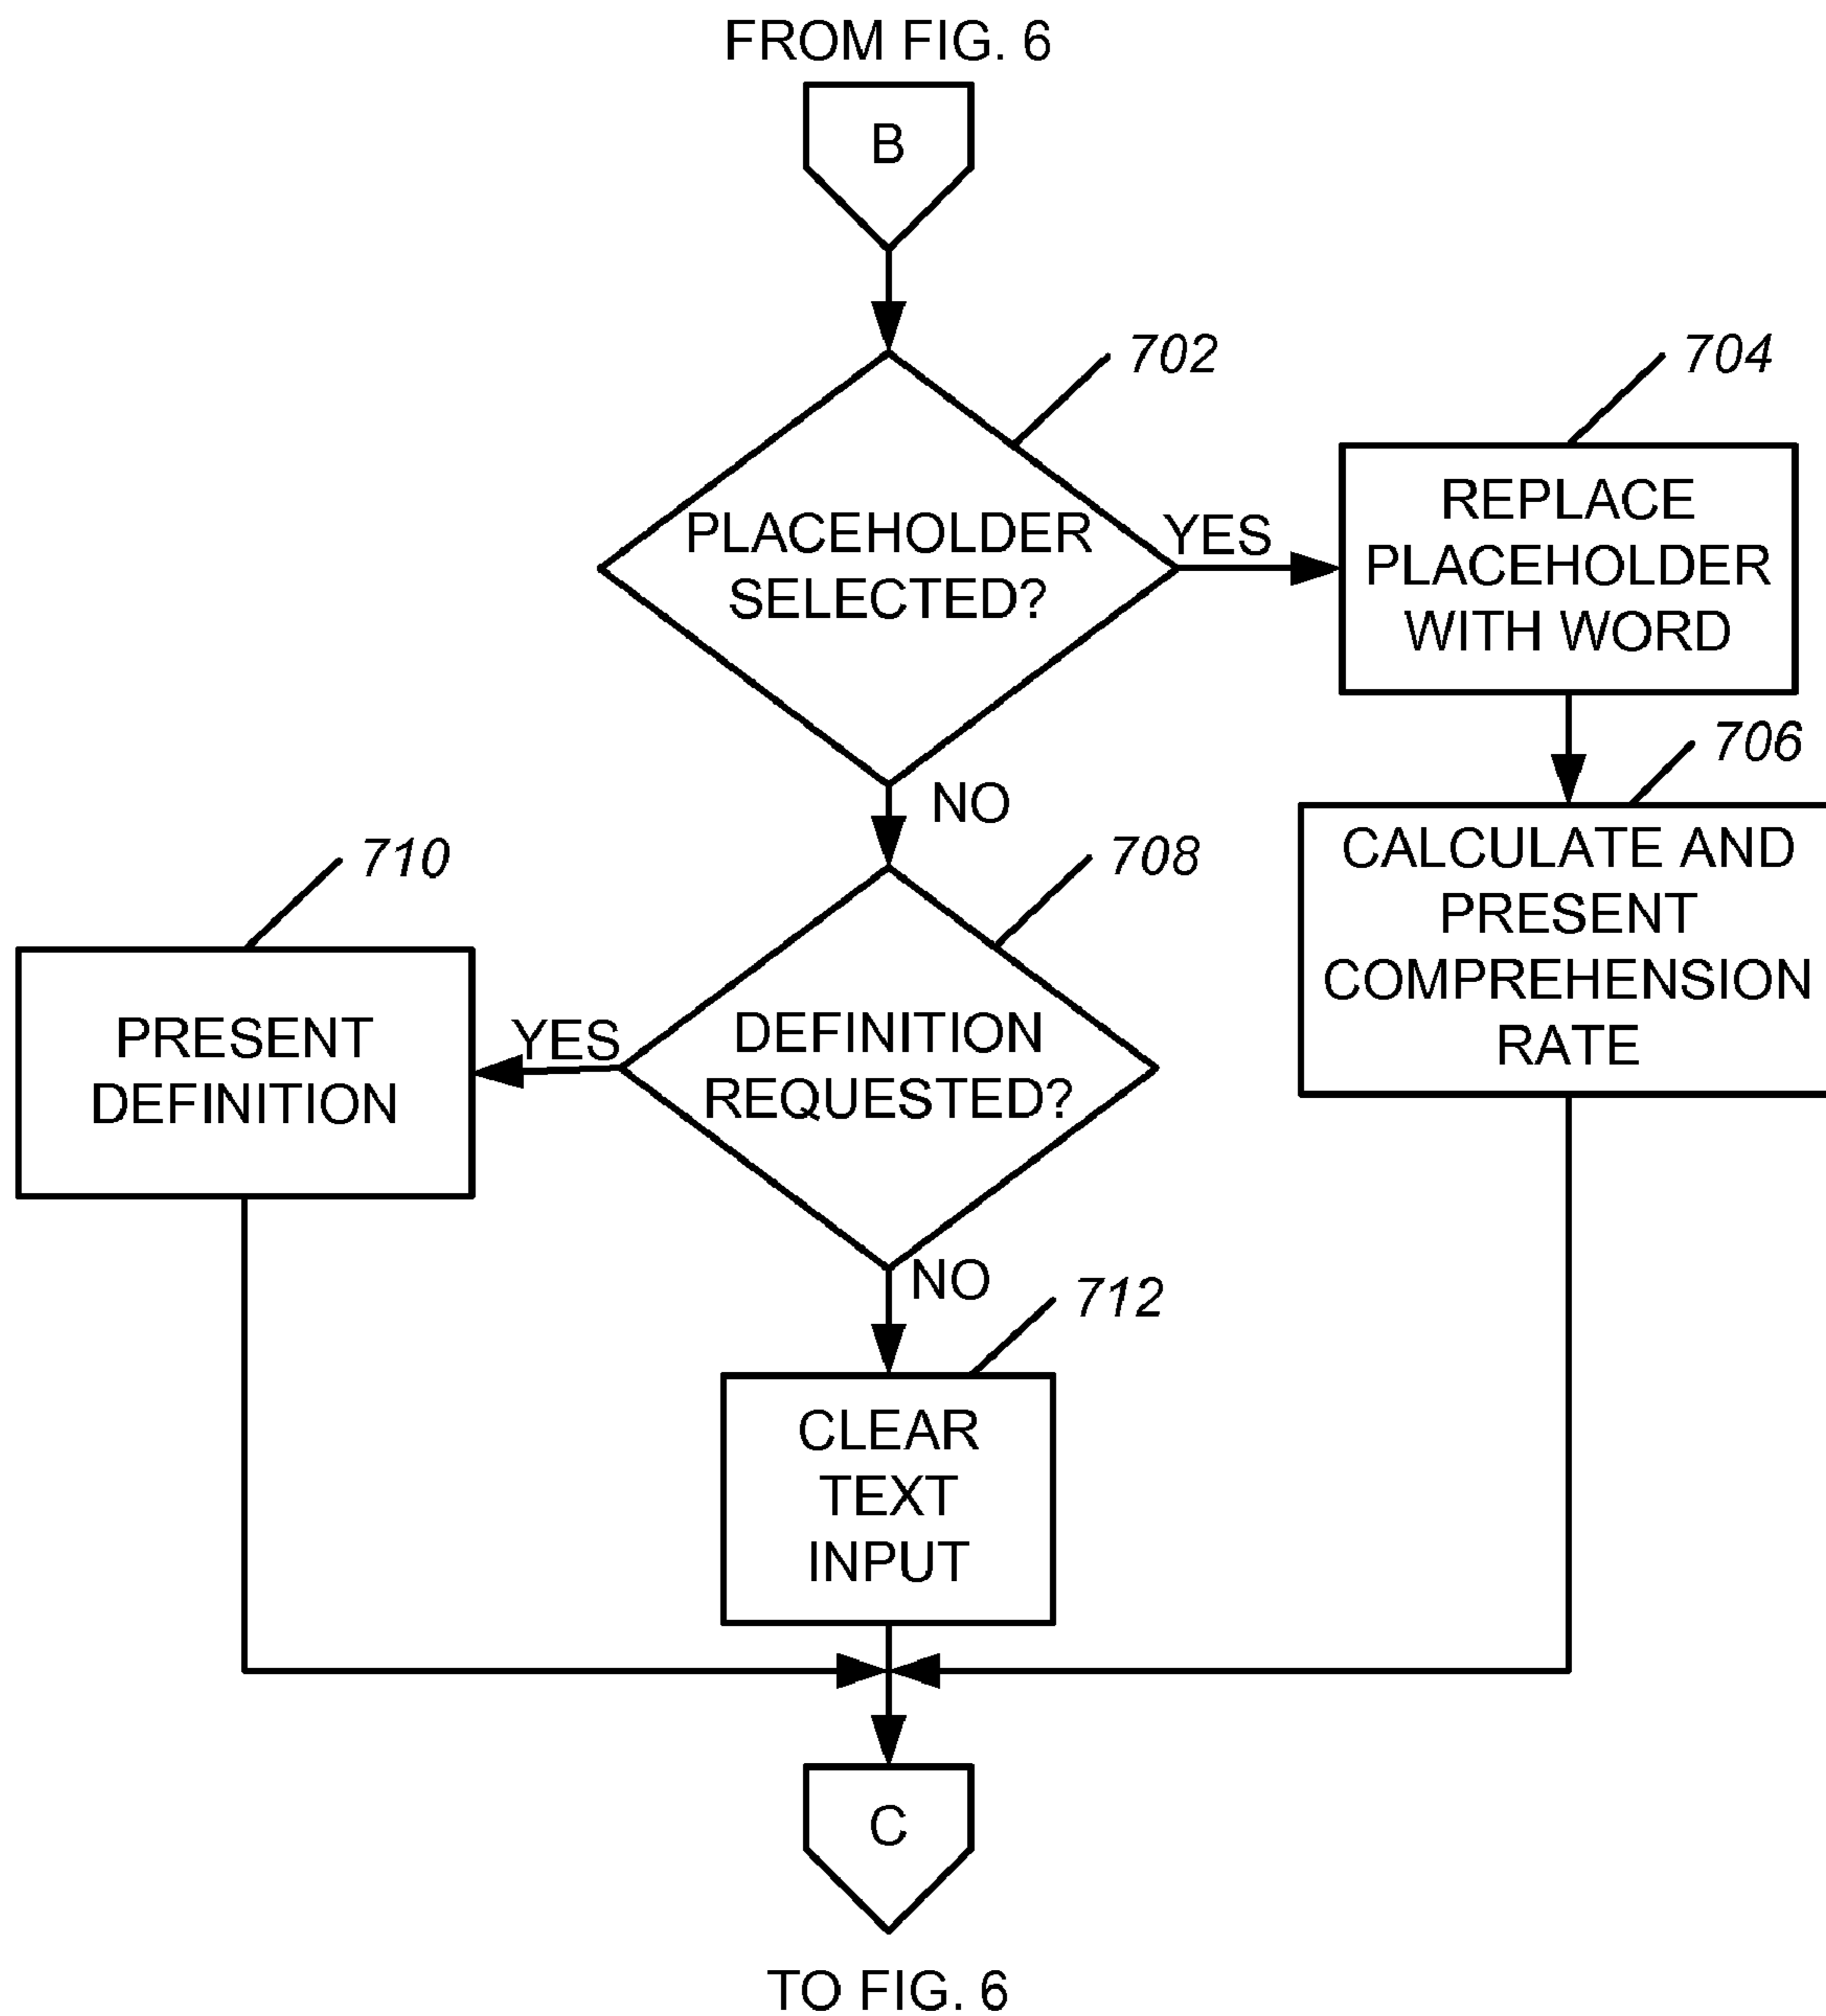 FROM FIG. 6
B
702
704
PLACEHOLDER
SELECTED?
YES
REPLACE
PLACEHOLDER
WITH WORD
706
NO
710
708
CALCULATE AND
PRESENT
COMPREHENSION
RATE
PRESENT
DEFINITION
YES
DEFINITION
REQUESTED?
NO
712
CLEAR
TEXT
INPUT
C
TO FIG. 6